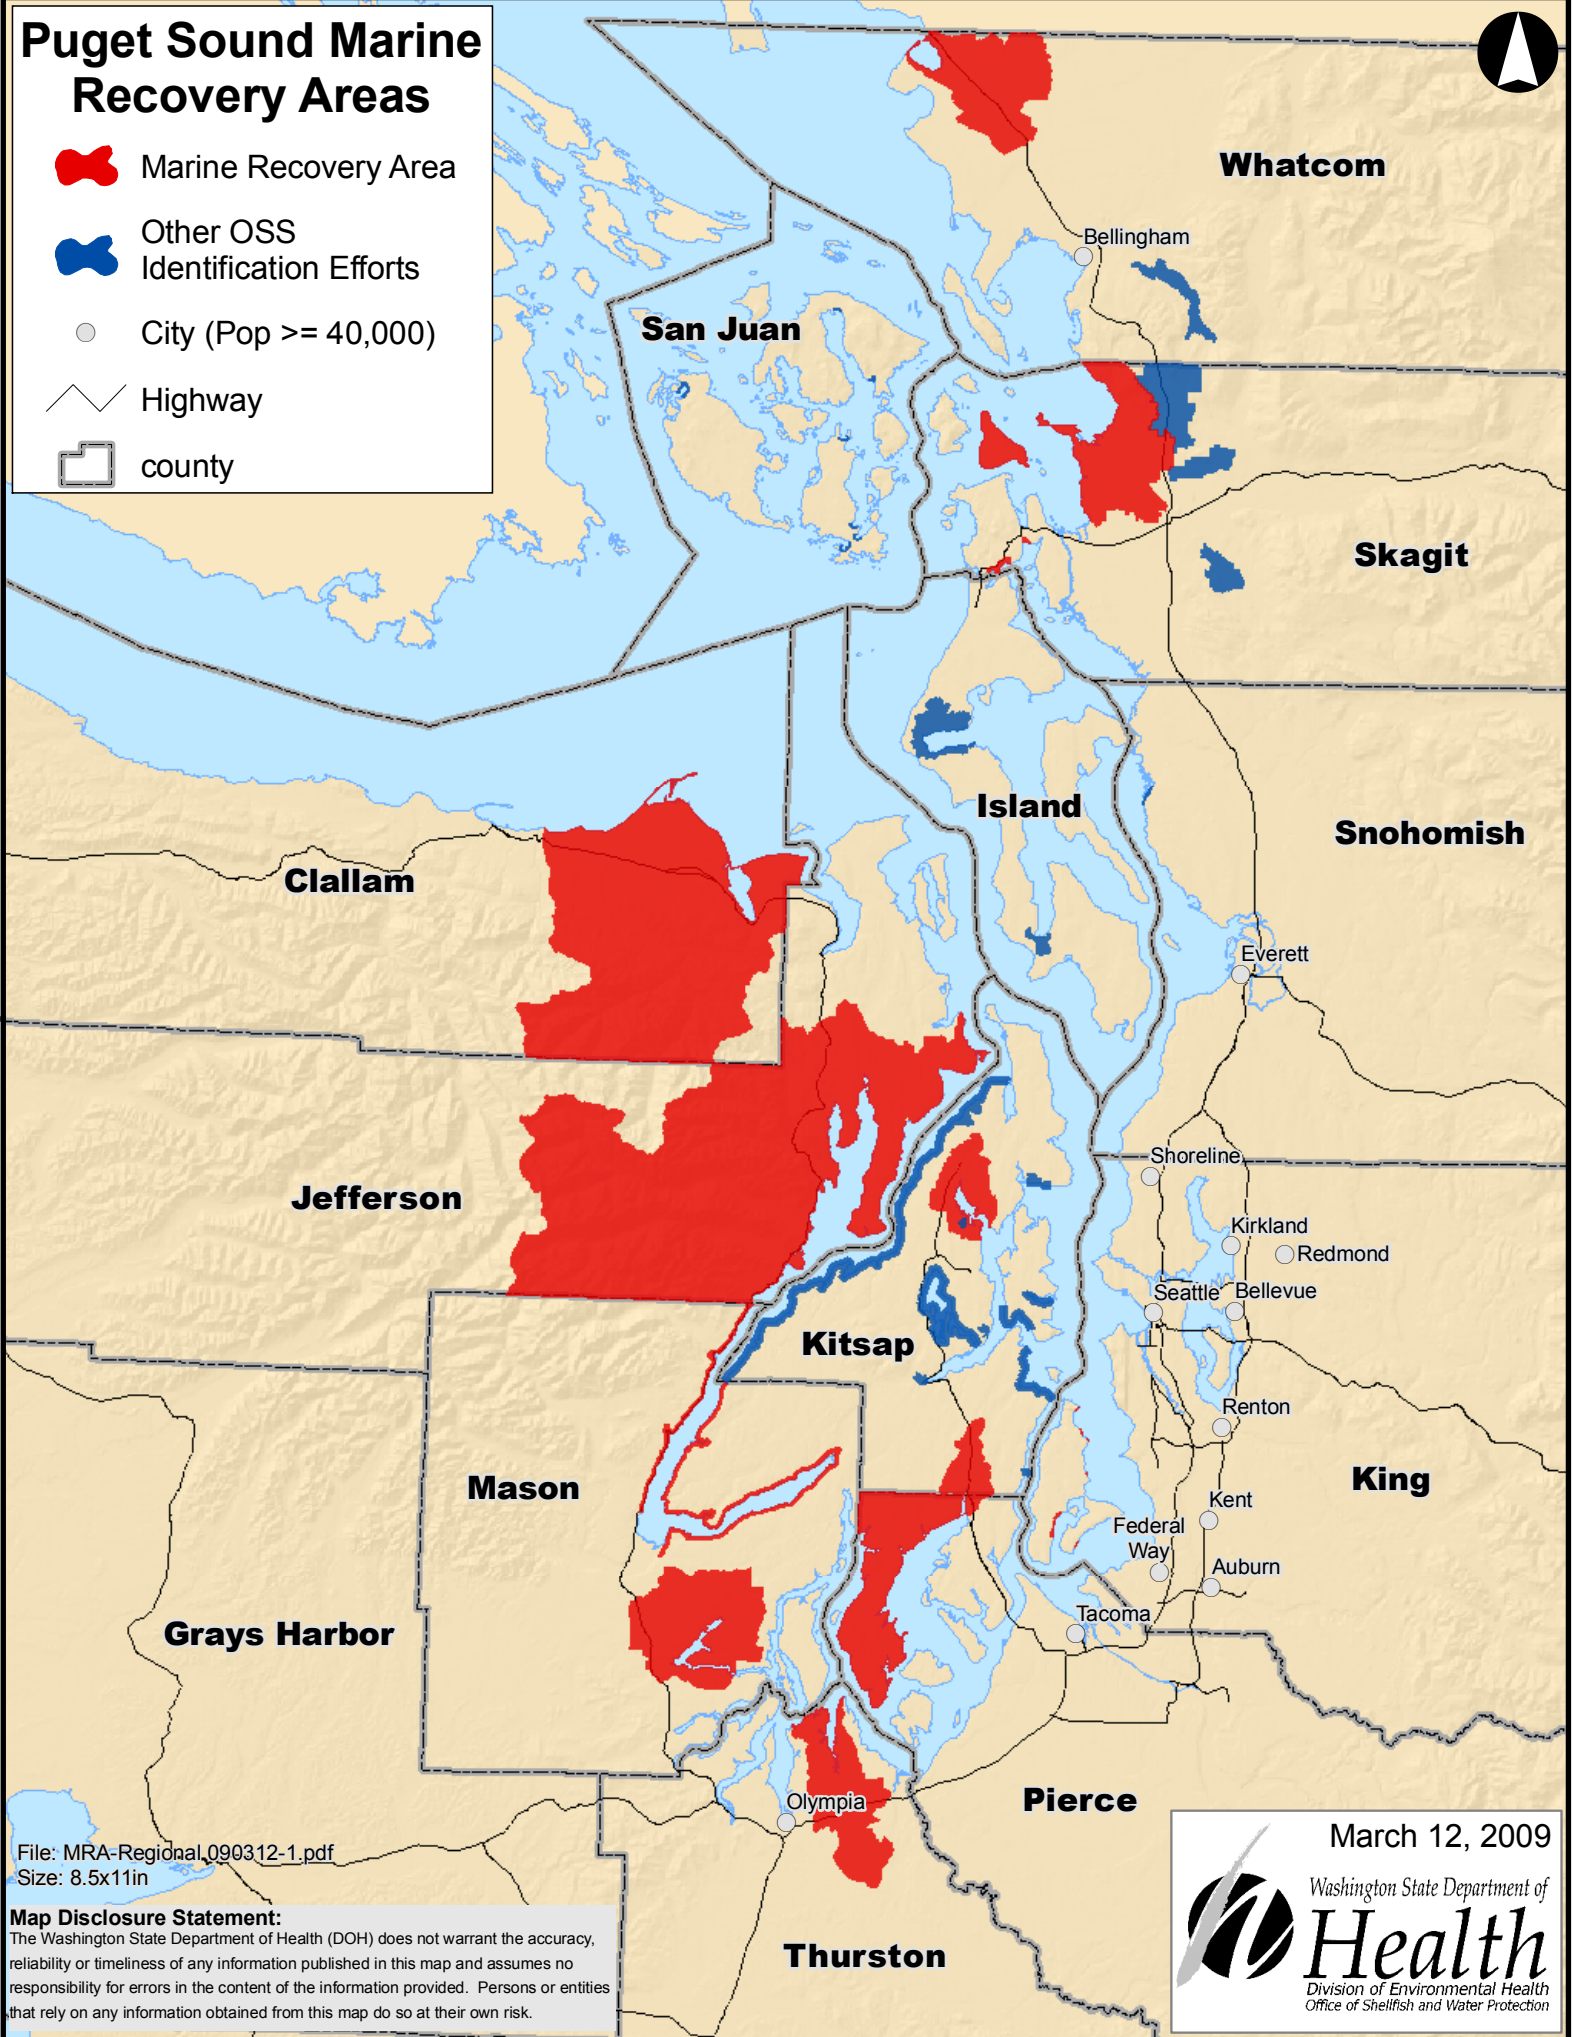 Puget Sound Marine
Recovery Areas
Marine Recovery Area
Other OSS
Identification Efforts
City (Pop >= 40,000)
Highway
county
Whatcom
Bellingham
San Juan
Skagit
Island
Snohomish
Clallam
Everett
Jefferson
Shoreline
Kirkland
Redmond
Seattle
Bellevue
Kitsap
Renton
Mason
King
Kent
Federal
Way
Auburn
Tacoma
Grays Harbor
Olympia
Pierce
Thurston
File: MRA-Regional_090312-1.pdf
Size: 8.5x11in
Map Disclosure Statement:
The Washington State Department of Health (DOH) does not warrant the accuracy,
reliability or timeliness of any information published in this map and assumes no
responsibility for errors in the content of the information provided.  Persons or entities
that rely on any information obtained from this map do so at their own risk.
March 12, 2009
Washington State Department of
Health
Division of Environmental Health
Office of Shellfish and Water Protection